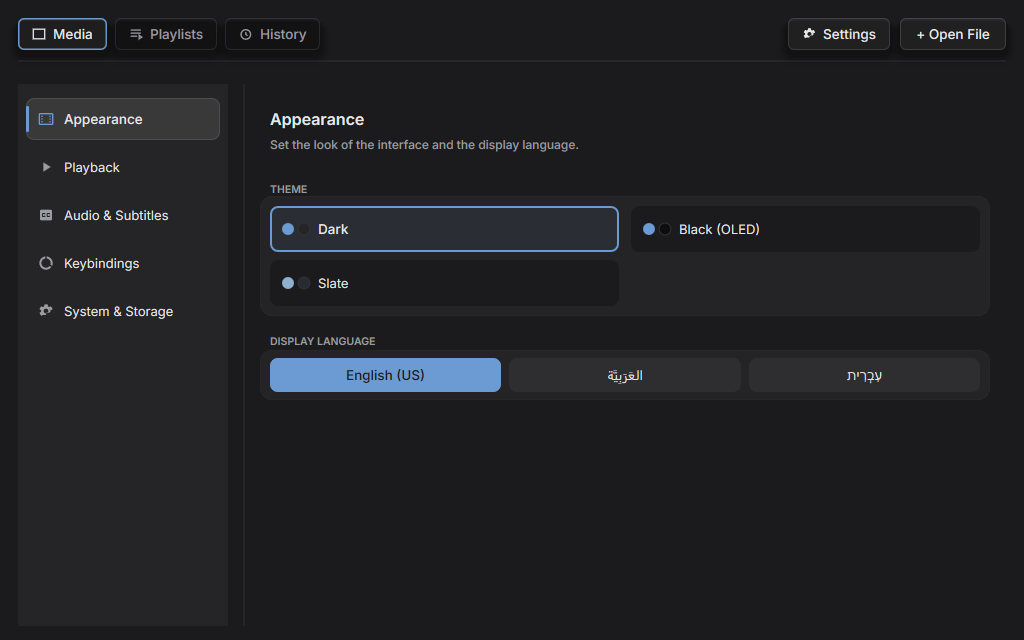 Media
Playlists
History
Settings
+ Open File
Appearance
Playback
Audio & Subtitles
Keybindings
System & Storage
Appearance
Set the look of the interface and the display language.
THEME
Dark
Black (OLED)
Slate
DISPLAY LANGUAGE
English (US)
العَرَبِيَّة
עִבְרִית